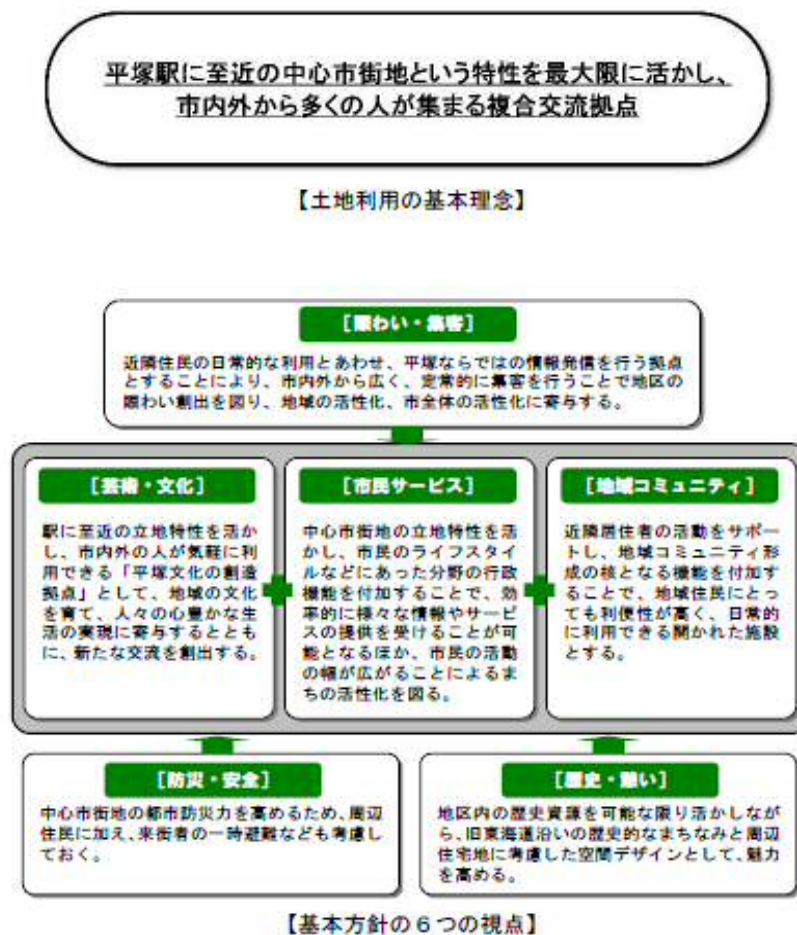 平塚駅に至近の中心市街地という特性を最大限に活かし、
市内外から多くの人が集まる複合交流拠点
【土地利用の基本理念】
［賑わい・集客］
近隣住民の日常的な利用とあわせ、平塚ならではの情報発信を行う拠点
とすることにより、市内外から広く、定常的に集客を行うことで地区の
賑わい創出を図り、地域の活性化、市全体の活性化に寄与する。
［芸術・文化］
駅に至近の立地特性を活か
し、市内外の人が気軽に利
用できる「平塚文化の創造
拠点」として、地域の文化
を育て、人々の心豊かな生
活の実現に寄与するととも
に、新たな交流を創出する。
［市民サービス］
中心市街地の立地特性を活
かし、市民のライフスタイ
ルなどにあった分野の行政
機能を付加することで、効
率的に様々な情報やサービ
スの提供を受けることが可
能となるほか、市民の活動
の幅が広がることによるま
ちの活性化を図る。
［地域コミュニティ］
近隣居住者の活動をサポー
トし、地域コミュニティ形
成の核となる機能を付加す
ることで、地域住民にとっ
ても利便性が高く、日常的
に利用できる開かれた施設
とする。
［防災・安全］
中心市街地の都市防災力を高めるため、周辺
住民に加え、来街者の一時避難なども考慮し
ておく。
［歴史・憩い］
地区内の歴史資源を可能な限り活かしなが
ら、旧東海道沿いの歴史的なまちなみと周辺
住宅地に考慮した空間デザインとして、魅力
を高める。
【基本方針の６つの視点】